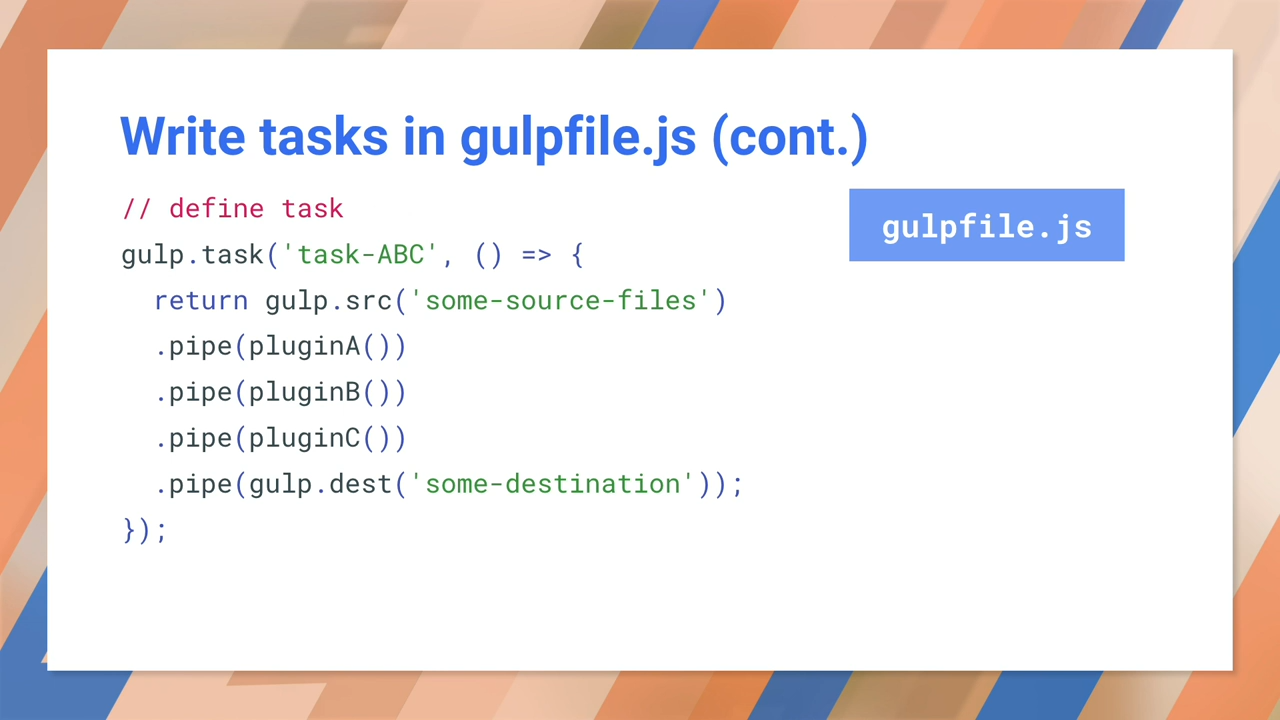 Write tasks in gulpfile.js (cont.)
// define task
gulpfile.js
gulp.task('task-ABC', () => {
  return gulp.src('some-source-files')
  .pipe(pluginA())
  .pipe(pluginB())
  .pipe(pluginC())
  .pipe(gulp.dest('some-destination'));
});